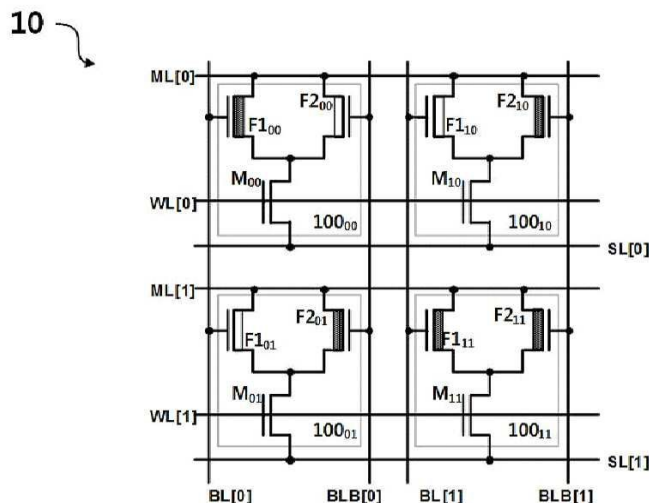 10
ML[0]
F1₀₀ F2₀₀ F1₁₀ F2₁₀
M₀₀ M₁₀
WL[0]
100₀₀ 100₁₀
SL[0]
ML[1]
F1₀₁ F2₀₁ F1₁₁ F2₁₁
M₀₁ M₁₁
WL[1]
100₀₁ 100₁₁
SL[1]
BL[0] BLB[0] BL[1] BLB[1]